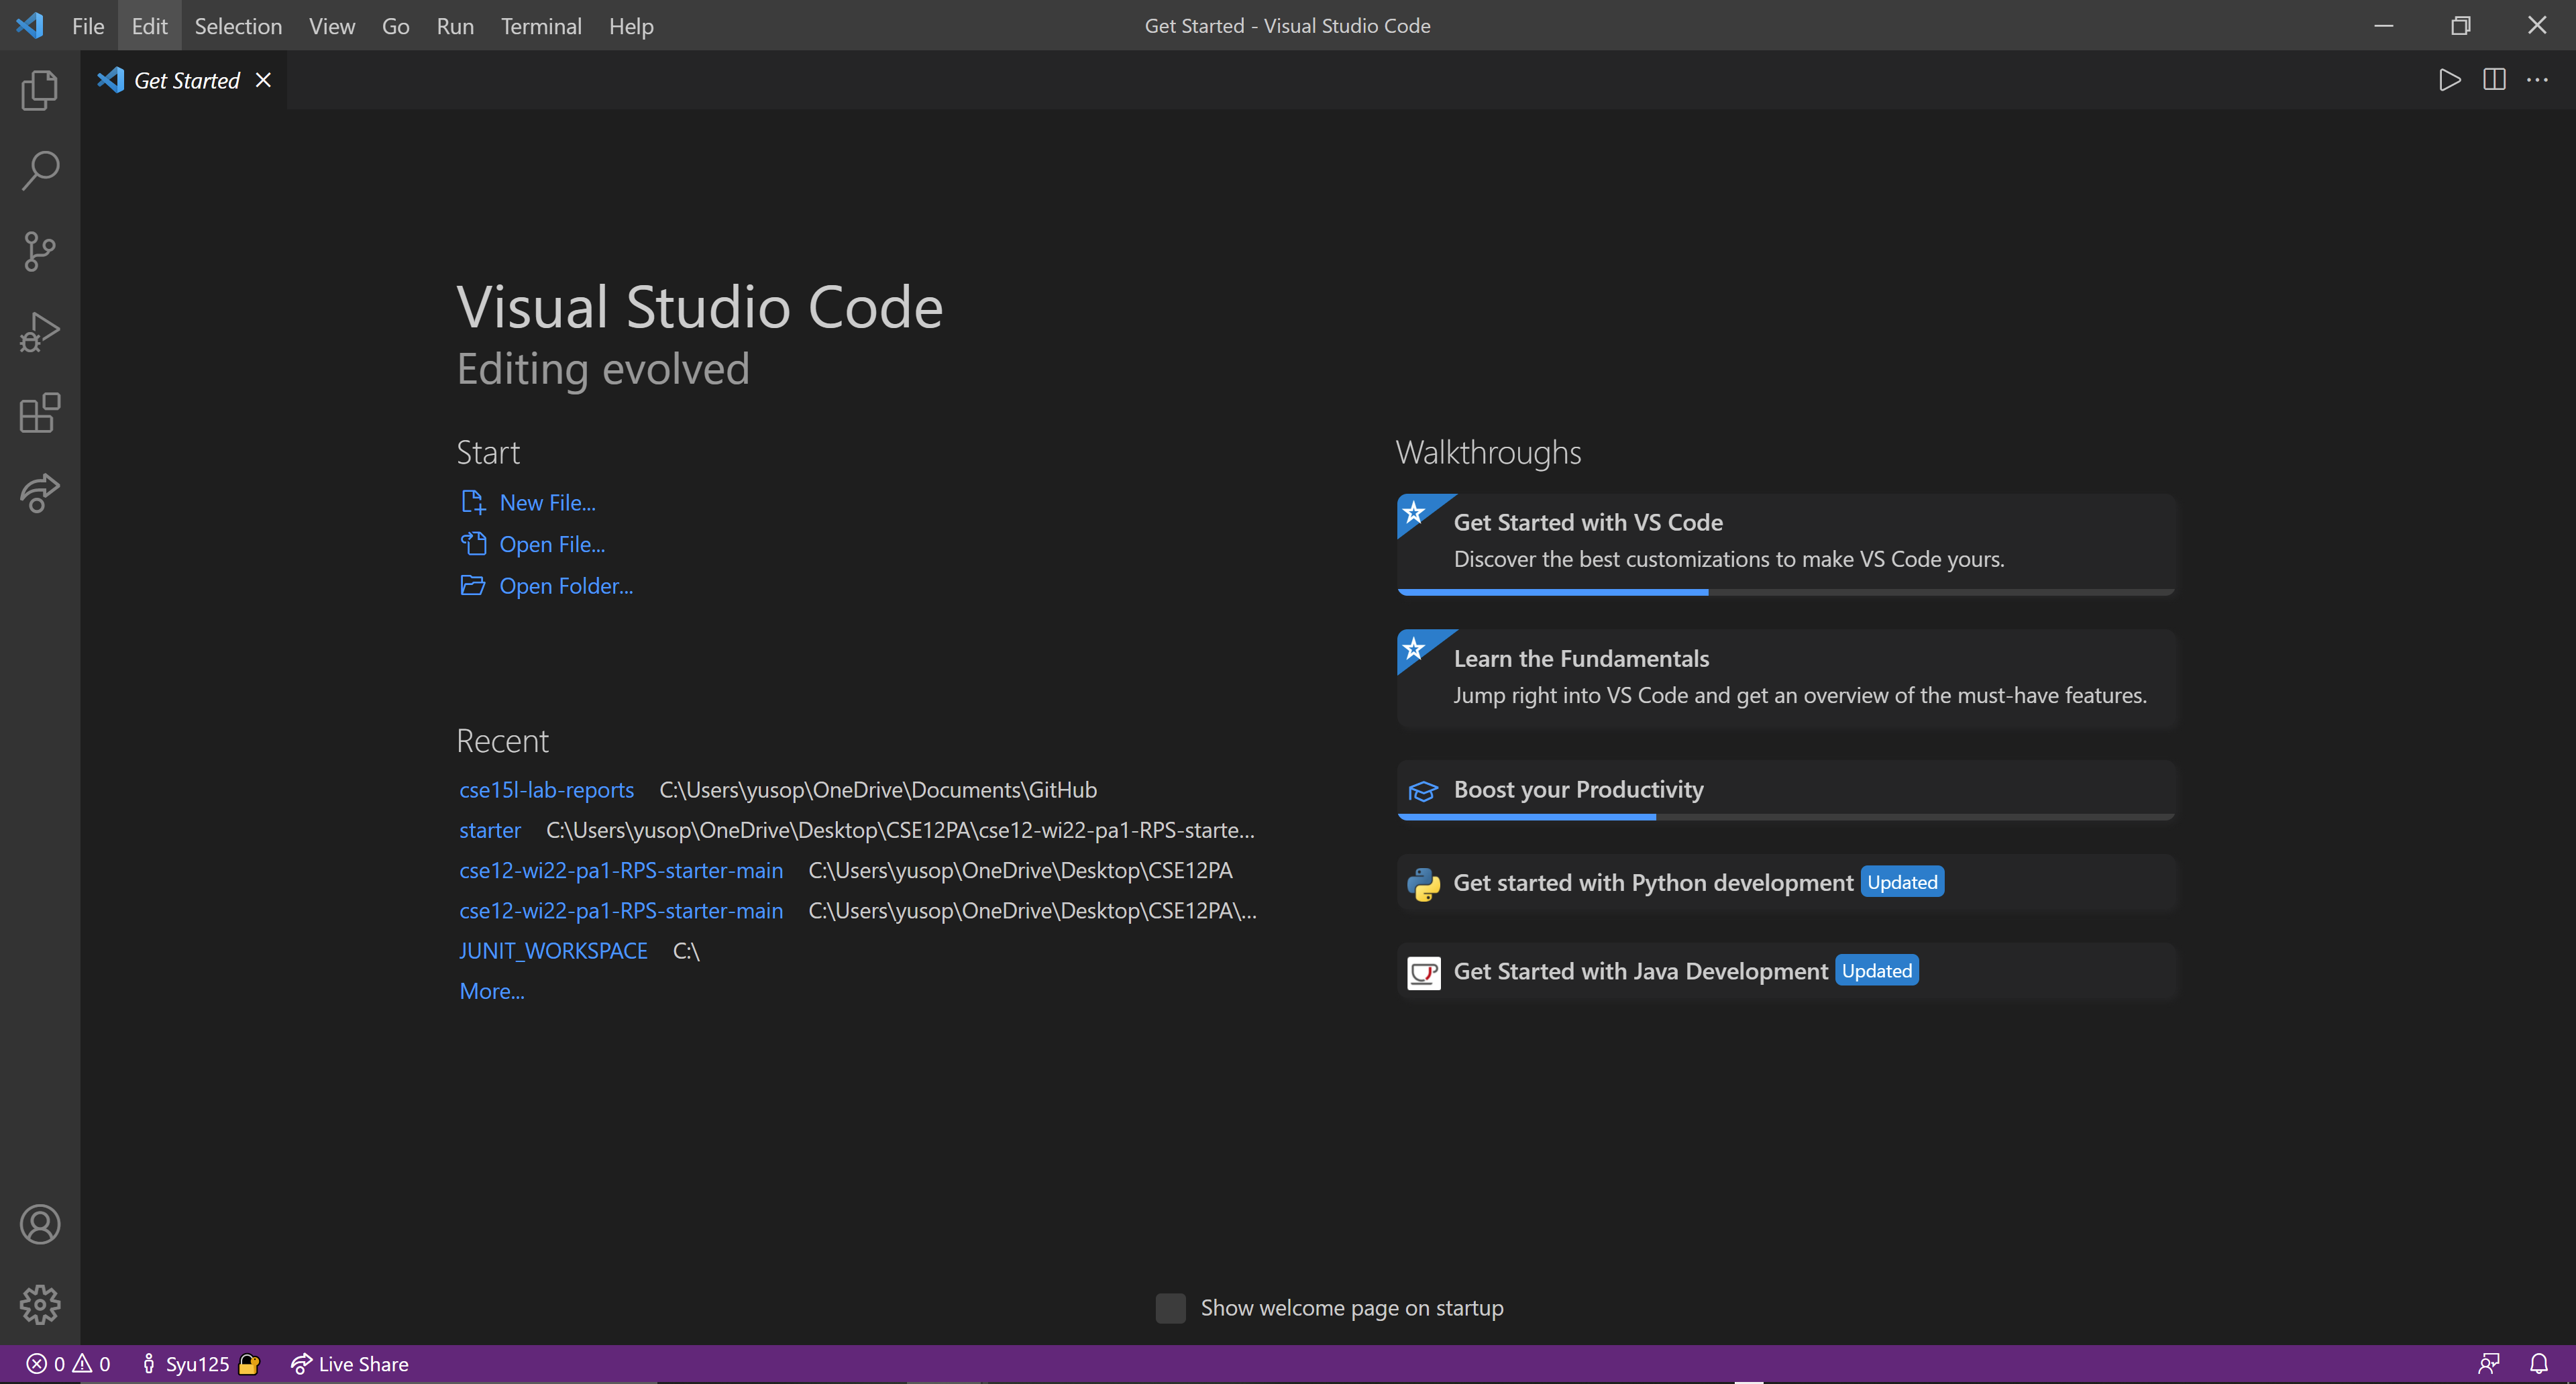 File Edit Selection View Go Run Terminal Help
Get Started - Visual Studio Code
Get Started
Visual Studio Code
Editing evolved
Start
New File...
Open File...
Open Folder...
Recent
cse15l-lab-reports C:\Users\yusop\OneDrive\Documents\GitHub
starter C:\Users\yusop\OneDrive\Desktop\CSE12PA\cse12-wi22-pa1-RPS-starte...
cse12-wi22-pa1-RPS-starter-main C:\Users\yusop\OneDrive\Desktop\CSE12PA
cse12-wi22-pa1-RPS-starter-main C:\Users\yusop\OneDrive\Desktop\CSE12PA\...
JUNIT_WORKSPACE C:\
More...
Walkthroughs
Get Started with VS Code
Discover the best customizations to make VS Code yours.
Learn the Fundamentals
Jump right into VS Code and get an overview of the must-have features.
Boost your Productivity
Get started with Python development Updated
Get Started with Java Development Updated
Show welcome page on startup
0 0 Syu125 Live Share